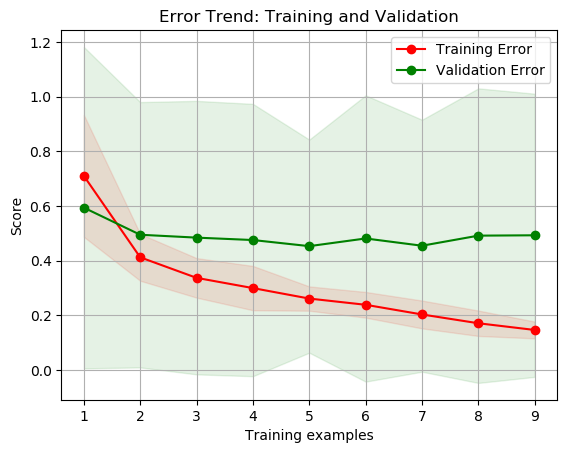 Error Trend: Training and Validation
Training Error
Validation Error
Score
1.2
1.0
0.8
0.6
0.4
0.2
0.0
1 2 3 4 5 6 7 8 9
Training examples